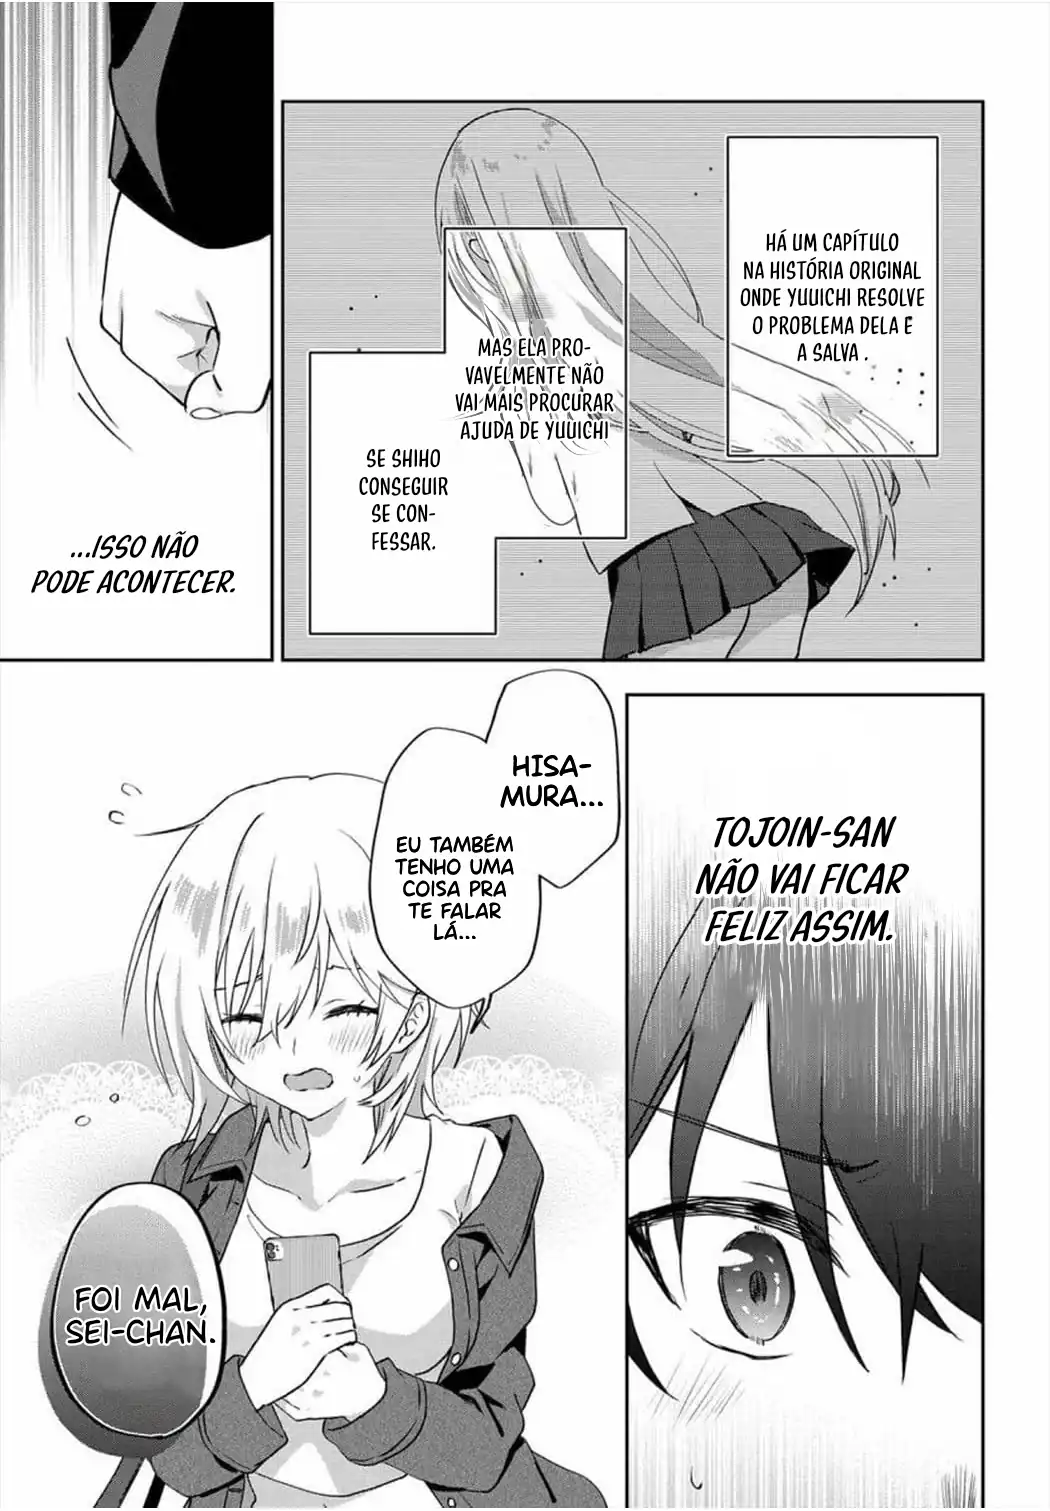 HÁ UM CAPÍTULO
NA HISTÓRIA ORIGINAL
ONDE YUUICHI RESOLVE
O PROBLEMA DELA E
A SALVA .
MAS ELA PRO-
VAVELMENTE NÃO
VAI MAIS PROCURAR
AJUDA DE YUUICHI
SE SHIHO
CONSEGUIR
SE CON-
FESSAR.
...ISSO NÃO
PODE ACONTECER.
TOJOIN-SAN
NÃO VAI FICAR
FELIZ ASSIM.
HISA-
MURA...
EU TAMBÉM
TENHO UMA
COISA PRA
TE FALAR
LÁ...
FOI MAL,
SEI-CHAN.